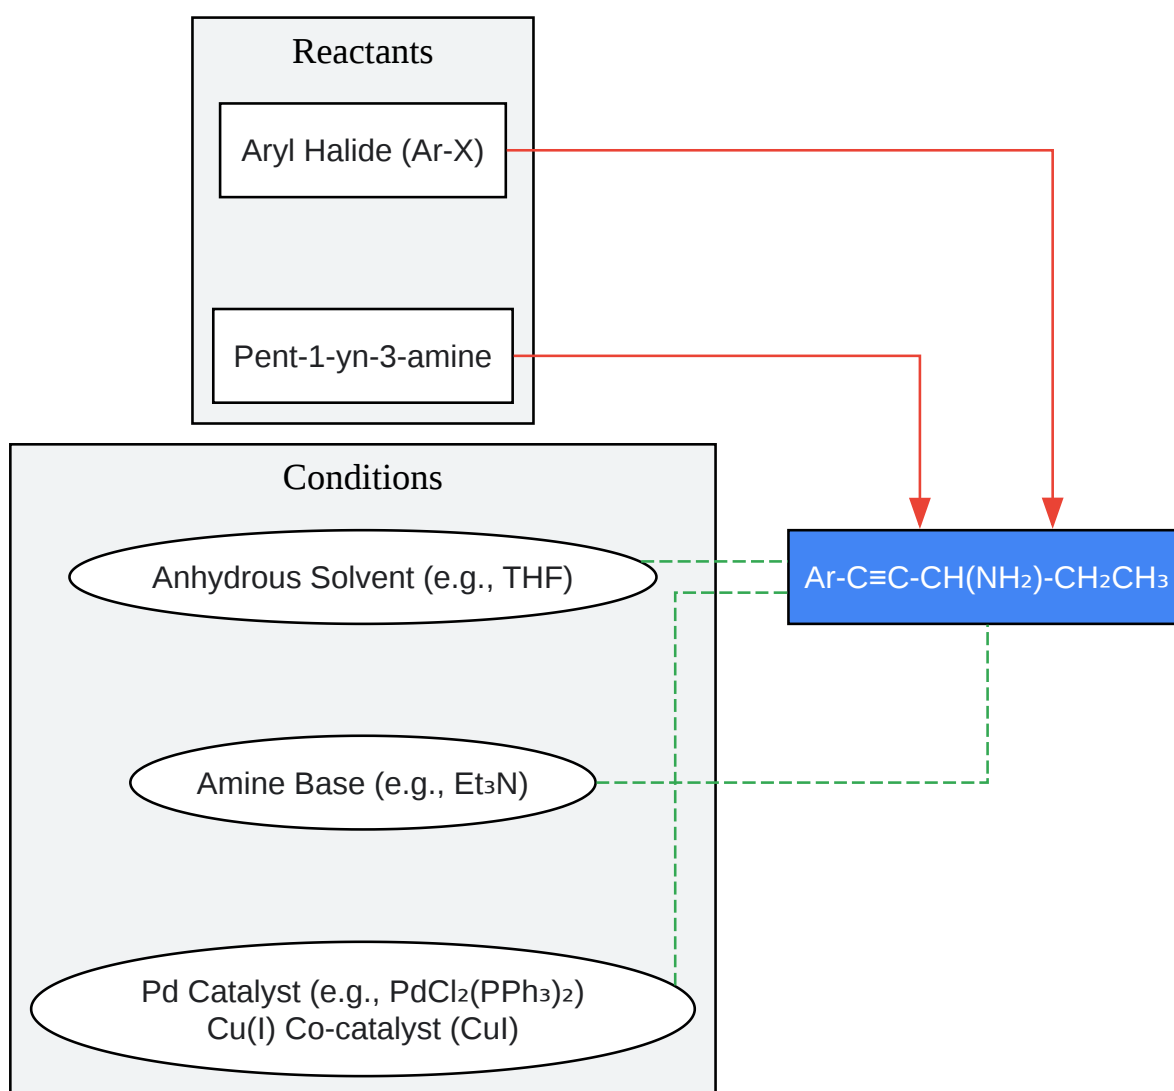 Reactants
Aryl Halide (Ar-X)
Pent-1-yn-3-amine
Conditions
Anhydrous Solvent (e.g., THF)
Ar-C≡C-CH(NH₂)-CH₂CH₃
Amine Base (e.g., Et₃N)
Pd Catalyst (e.g., PdCl₂(PPh₃)₂)
Cu(I) Co-catalyst (CuI)